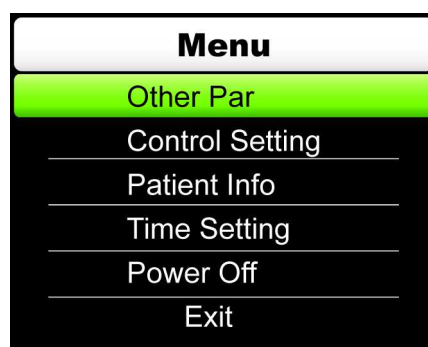 Menu
Other Par
Control Setting
Patient Info
Time Setting
Power Off
Exit